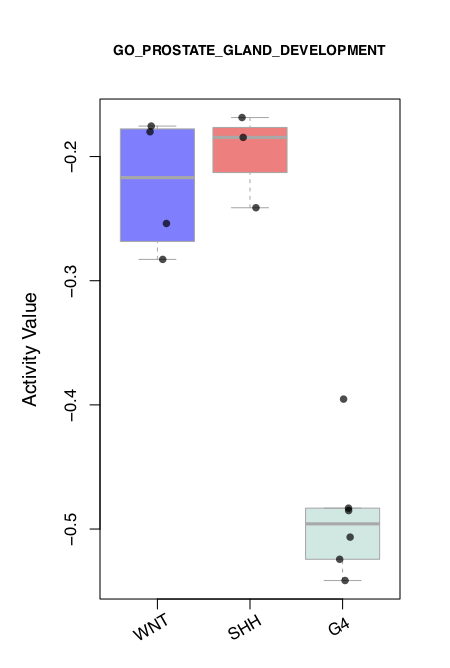 GO_PROSTATE_GLAND_DEVELOPMENT
Activity Value
−0.2
−0.3
−0.4
−0.5
WNT
SHH
G4